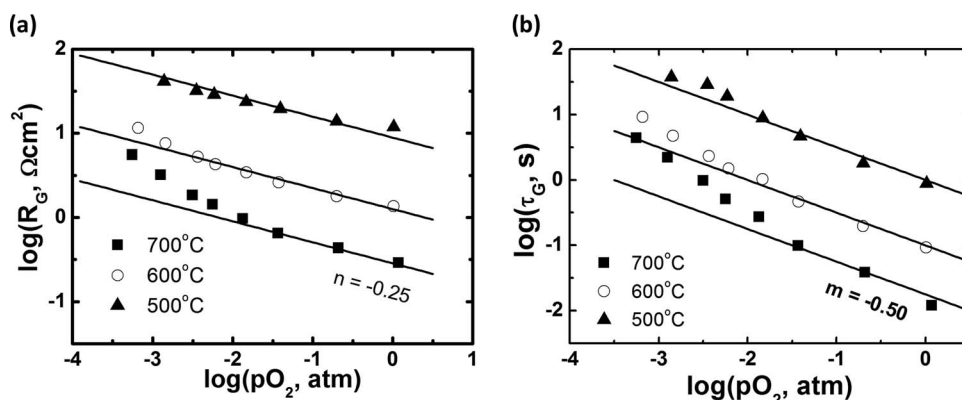 (a)
2
1
0
-1
log(R_G, Ωcm²)
700°C
600°C
500°C
n = -0.25
-4 -3 -2 -1 0 1
log(pO₂, atm)
(b)
2
1
0
-1
-2
log(τ_G, s)
700°C
600°C
500°C
m = -0.50
-4 -3 -2 -1 0
log(pO₂, atm)